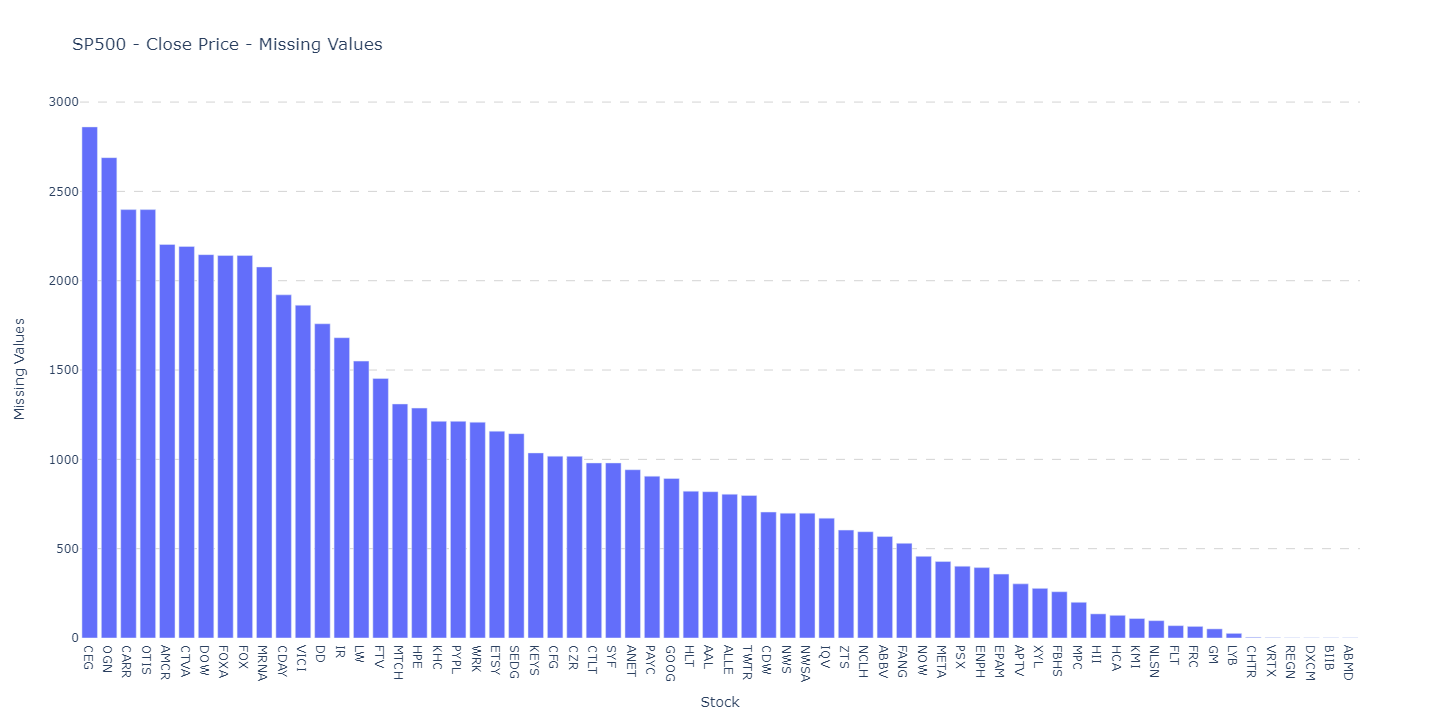 SP500 - Close Price - Missing Values
3000
2500
2000
1500
1000
500
0
Missing Values
CEG
OGN
CARR
OTIS
AMCR
CTVA
DOW
FOXA
FOX
MRNA
CDAY
VICI
DD
IR
LW
FTV
MTCH
HPE
KHC
PYPL
WRK
ETSY
SEDG
KEYS
CFG
CZR
CTLT
SYF
ANET
PAYC
GOOG
HLT
AAL
ALLE
TWTR
CDW
NWS
NWSA
IQV
ZTS
NCLH
ABBV
FANG
NOW
META
PSX
ENPH
EPAM
APTV
XYL
FBHS
MPC
HII
HCA
KMI
NLSN
FLT
FRC
GM
LYB
CHTR
VRTX
REGN
DXCM
BIIB
ABMD
Stock